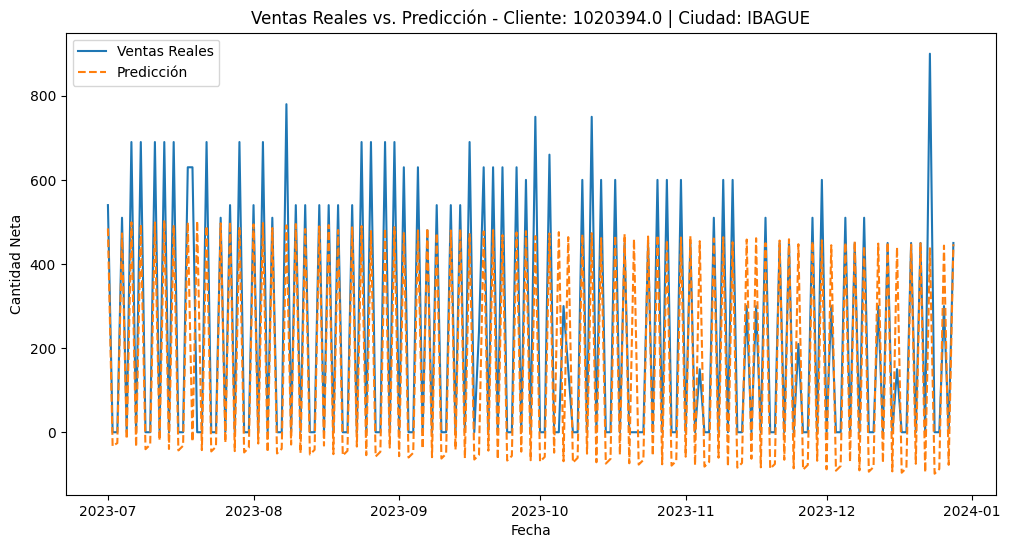 Ventas Reales vs. Predicción - Cliente: 1020394.0 | Ciudad: IBAGUE
Ventas Reales
Predicción
Cantidad Neta
800
600
400
200
0
2023-07
2023-08
2023-09
2023-10
2023-11
2023-12
2024-01
Fecha